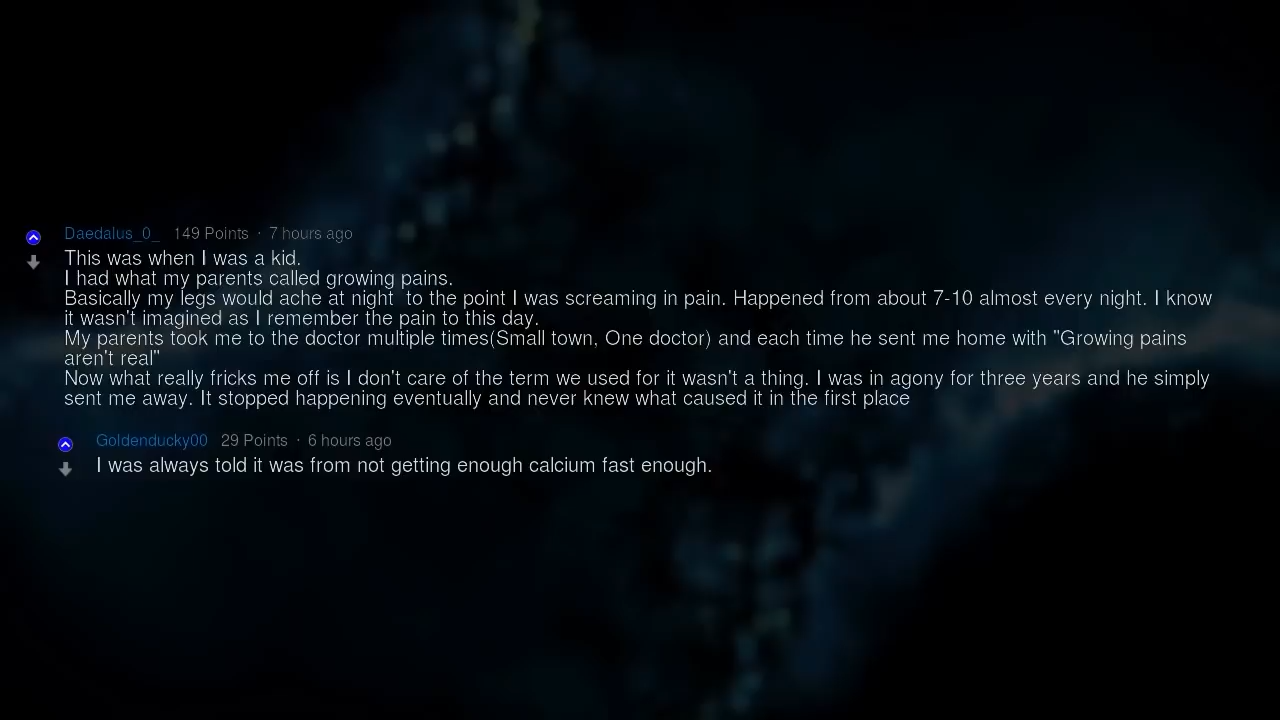 Daedalus_0_ 149 Points · 7 hours ago
This was when I was a kid.
I had what my parents called growing pains.
Basically my legs would ache at night  to the point I was screaming in pain. Happened from about 7-10 almost every night. I know
it wasn't imagined as I remember the pain to this day.
My parents took me to the doctor multiple times(Small town, One doctor) and each time he sent me home with "Growing pains
aren't real"
Now what really fricks me off is I don't care of the term we used for it wasn't a thing. I was in agony for three years and he simply
sent me away. It stopped happening eventually and never knew what caused it in the first place
Goldenducky00 29 Points · 6 hours ago
I was always told it was from not getting enough calcium fast enough.